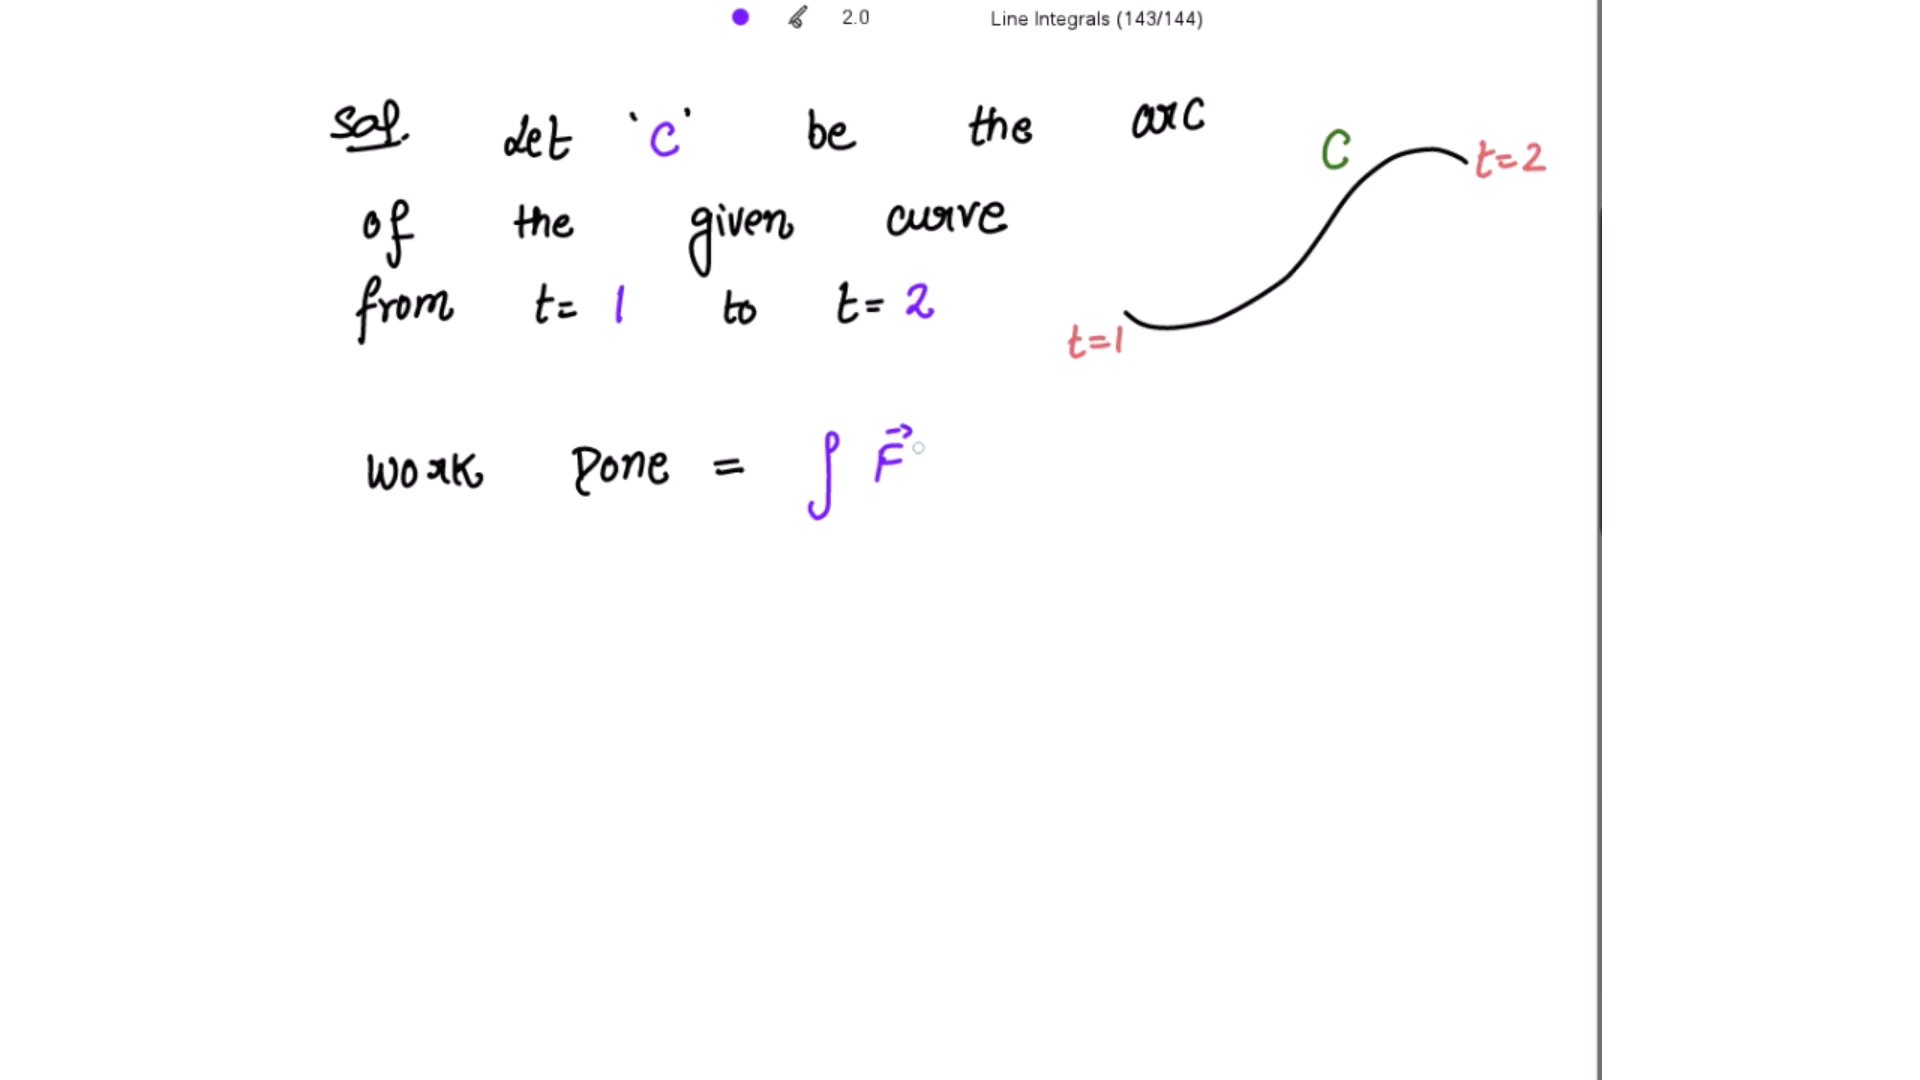 2.0 Line Integrals (143/144)
Sol. Let 'C' be the arc
of the given curve
from t= 1 to t= 2
C
t=2
t=1
Work Done = ∫ F⃗